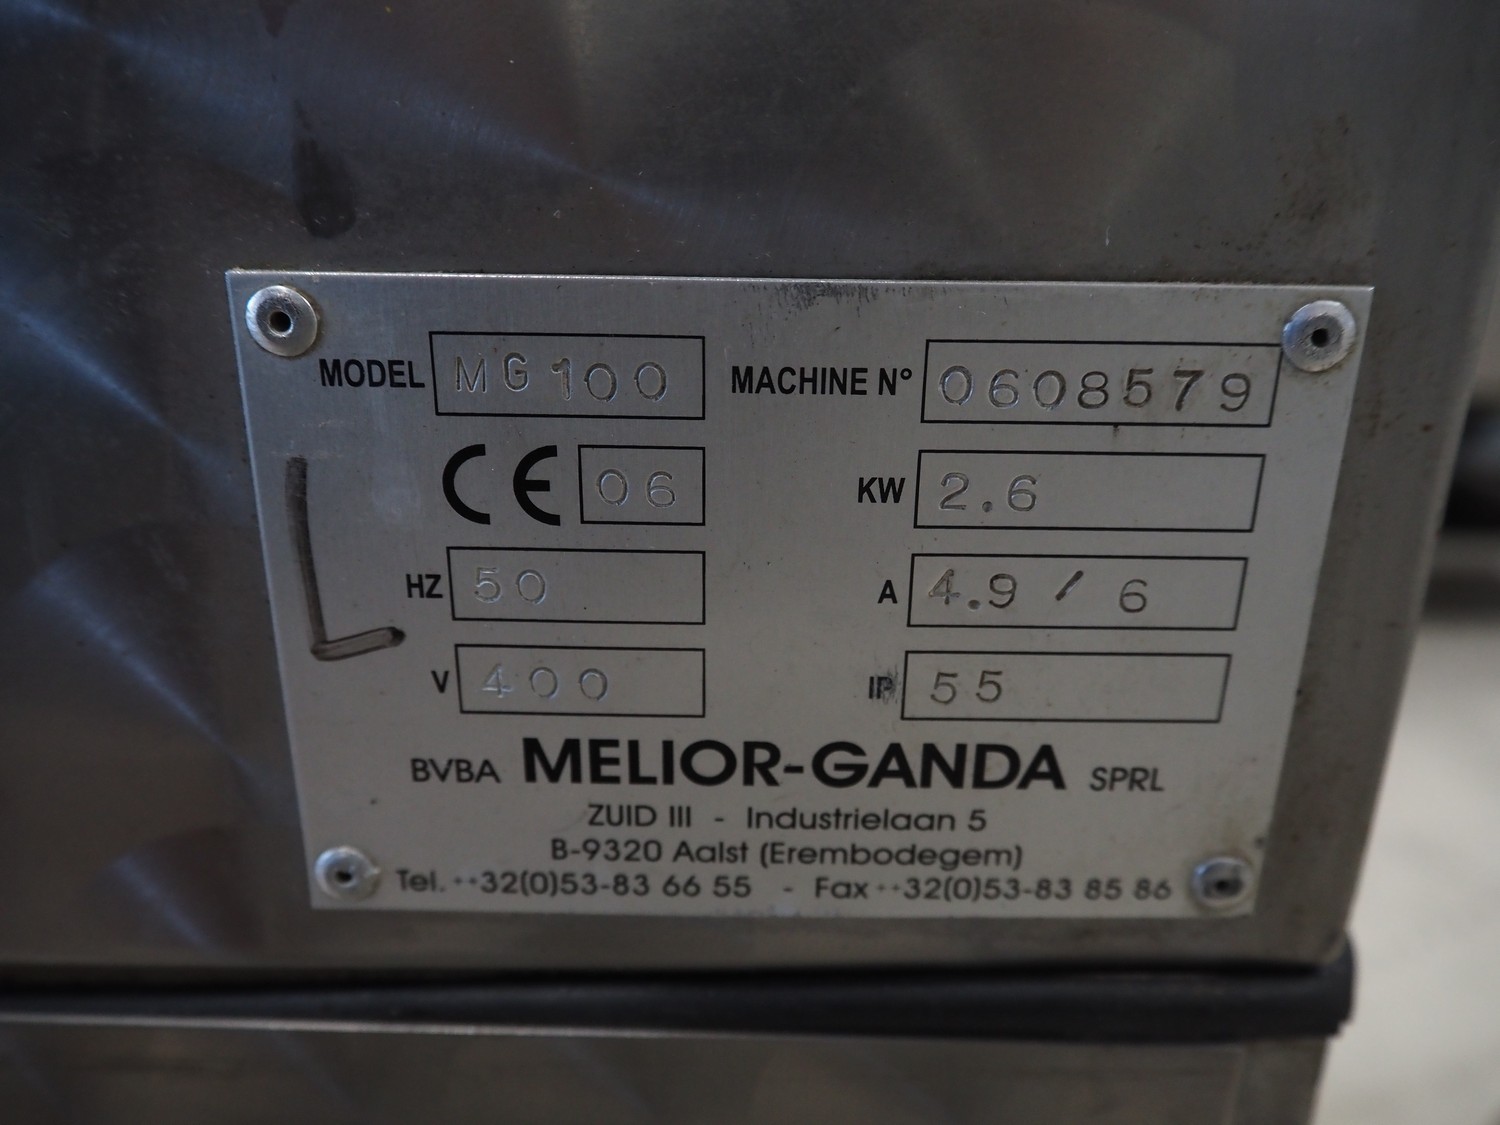 MODEL MG100 MACHINE N° 0608579
CE 06 KW 2.6
HZ 50 A 4.9 / 6
V 400 IP 55
BVBA MELIOR-GANDA SPRL
ZUID III - Industrielaan 5
B-9320 Aalst (Erembodegem)
Tel. ++32(0)53-83 66 55 - Fax ++32(0)53-83 85 86